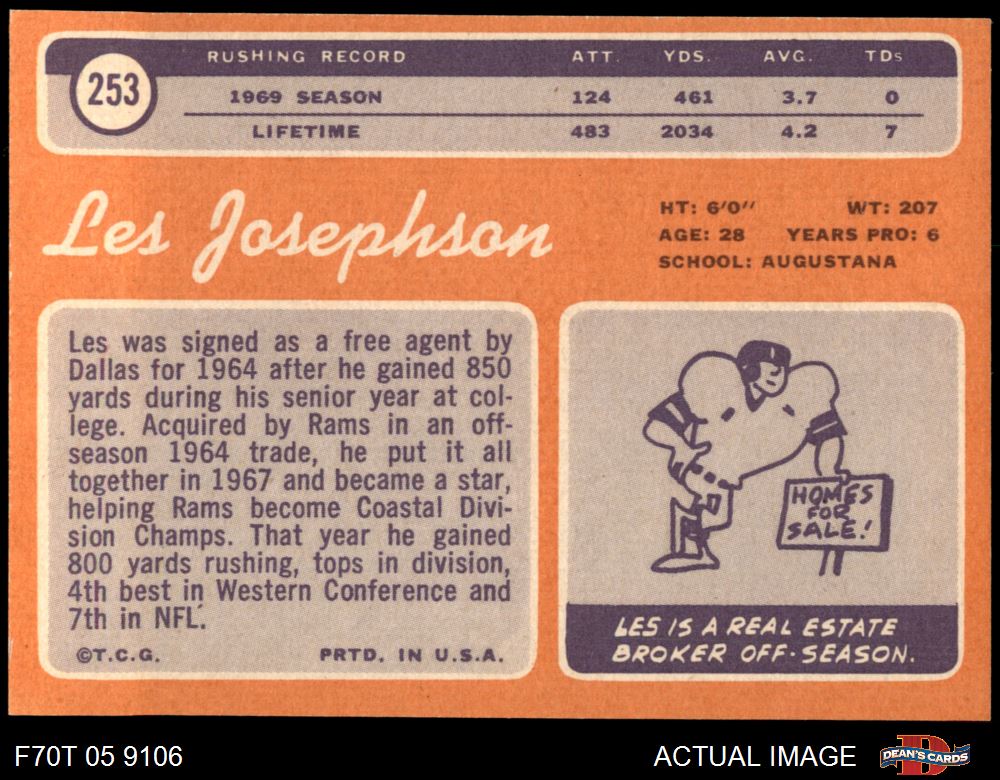 253
RUSHING RECORD ATT. YDS. AVG. TDs
1969 SEASON 124 461 3.7 0
LIFETIME 483 2034 4.2 7
Les Josephson
HT: 6'0" WT: 207
AGE: 28 YEARS PRO: 6
SCHOOL: AUGUSTANA
Les was signed as a free agent by
Dallas for 1964 after he gained 850
yards during his senior year at col-
lege. Acquired by Rams in an off-
season 1964 trade, he put it all
together in 1967 and became a star,
helping Rams become Coastal Divi-
sion Champs. That year he gained
800 yards rushing, tops in division,
4th best in Western Conference and
7th in NFL.
©T.C.G. PRTD. IN U.S.A.
HOMES
FOR
SALE!
LES IS A REAL ESTATE
BROKER OFF-SEASON.
F70T 05 9106
ACTUAL IMAGE
DEAN'S CARDS